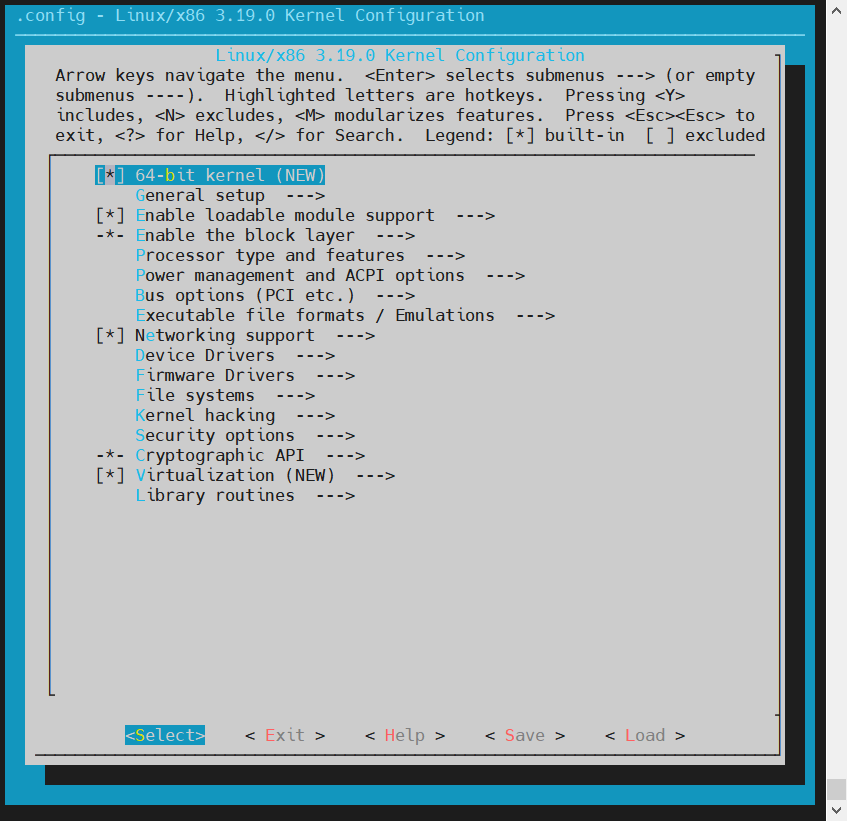 .config - Linux/x86 3.19.0 Kernel Configuration
Linux/x86 3.19.0 Kernel Configuration
Arrow keys navigate the menu.  <Enter> selects submenus ---> (or empty
submenus ----).  Highlighted letters are hotkeys.  Pressing <Y>
includes, <N> excludes, <M> modularizes features.  Press <Esc><Esc> to
exit, <?> for Help, </> for Search.  Legend: [*] built-in  [ ] excluded
[*] 64-bit kernel (NEW)
General setup  --->
[*] Enable loadable module support  --->
-*- Enable the block layer  --->
Processor type and features  --->
Power management and ACPI options  --->
Bus options (PCI etc.)  --->
Executable file formats / Emulations  --->
[*] Networking support  --->
Device Drivers  --->
Firmware Drivers  --->
File systems  --->
Kernel hacking  --->
Security options  --->
-*- Cryptographic API  --->
[*] Virtualization (NEW)  --->
Library routines  --->
<Select>    < Exit >    < Help >    < Save >    < Load >